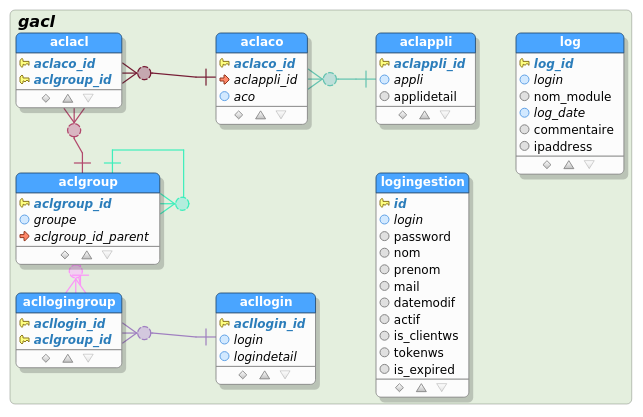 gacl
aclacl
aclaco_id
aclgroup_id
aclaco
aclaco_id
aclappli_id
aco
aclappli
aclappli_id
appli
applidetail
log
log_id
login
nom_module
log_date
commentaire
ipaddress
aclgroup
aclgroup_id
groupe
aclgroup_id_parent
logingestion
id
login
password
nom
prenom
mail
datemodif
actif
is_clientws
tokenws
is_expired
acllogingroup
acllogin_id
aclgroup_id
acllogin
acllogin_id
login
logindetail